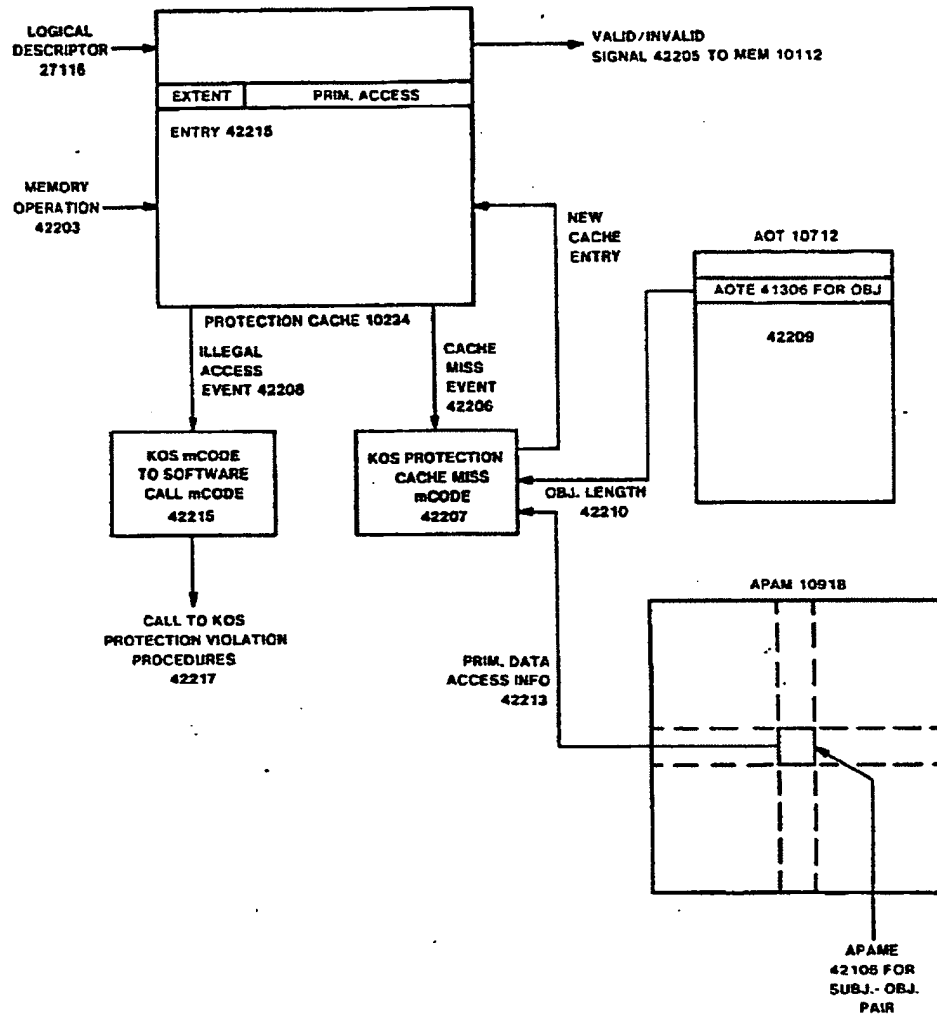 LOGICAL
DESCRIPTOR
27116
VALID/INVALID
SIGNAL 42205 TO MEM 10112
EXTENT
PRIM. ACCESS
ENTRY 42215
MEMORY
OPERATION
42203
NEW
CACHE
ENTRY
AOT 10712
AOTE 41306 FOR OBJ
42209
PROTECTION CACHE 10234
ILLEGAL
ACCESS
EVENT 42208
CACHE
MISS
EVENT
42206
KOS mCODE
TO SOFTWARE
CALL mCODE
42215
KOS PROTECTION
CACHE MISS
mCODE
42207
OBJ. LENGTH
42210
CALL TO KOS
PROTECTION VIOLATION
PROCEDURES
42217
APAM 10918
PRIM. DATA
ACCESS INFO
42213
APAME
42106 FOR
SUBJ.- OBJ.
PAIR